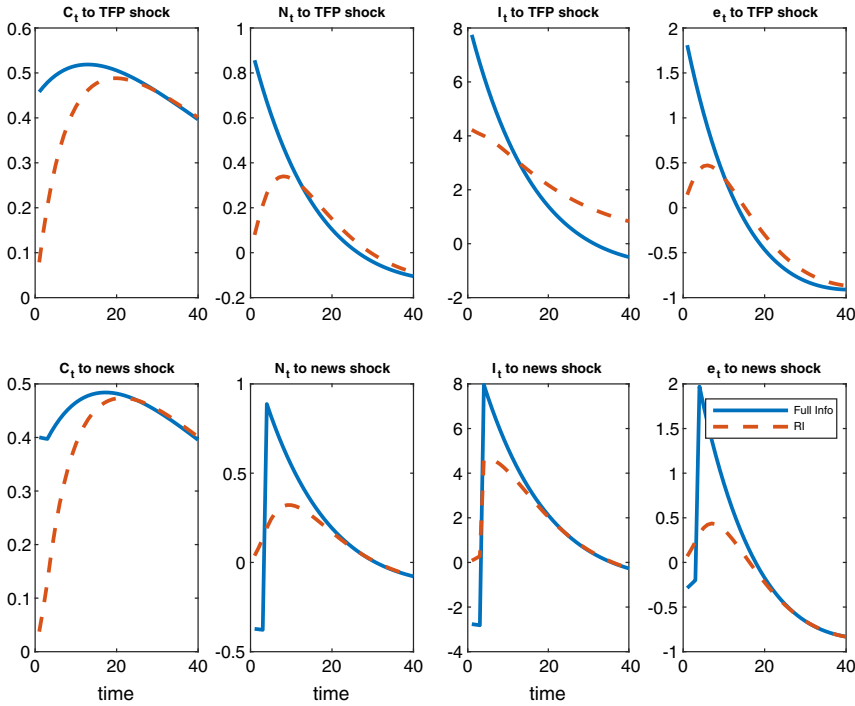 C_t to TFP shock
0.6
0.5
0.4
0.3
0.2
0.1
0
0 20 40
N_t to TFP shock
1
0.8
0.6
0.4
0.2
0
-0.2
0 20 40
I_t to TFP shock
8
6
4
2
0
-2
0 20 40
e_t to TFP shock
2
1.5
1
0.5
0
-0.5
-1
0 20 40
C_t to news shock
0.5
0.4
0.3
0.2
0.1
0
0 20 40
time
N_t to news shock
1
0.5
0
-0.5
0 20 40
time
I_t to news shock
8
6
4
2
0
-2
-4
0 20 40
time
e_t to news shock
2
1.5
1
0.5
0
-0.5
-1
0 20 40
time
Full Info
RI